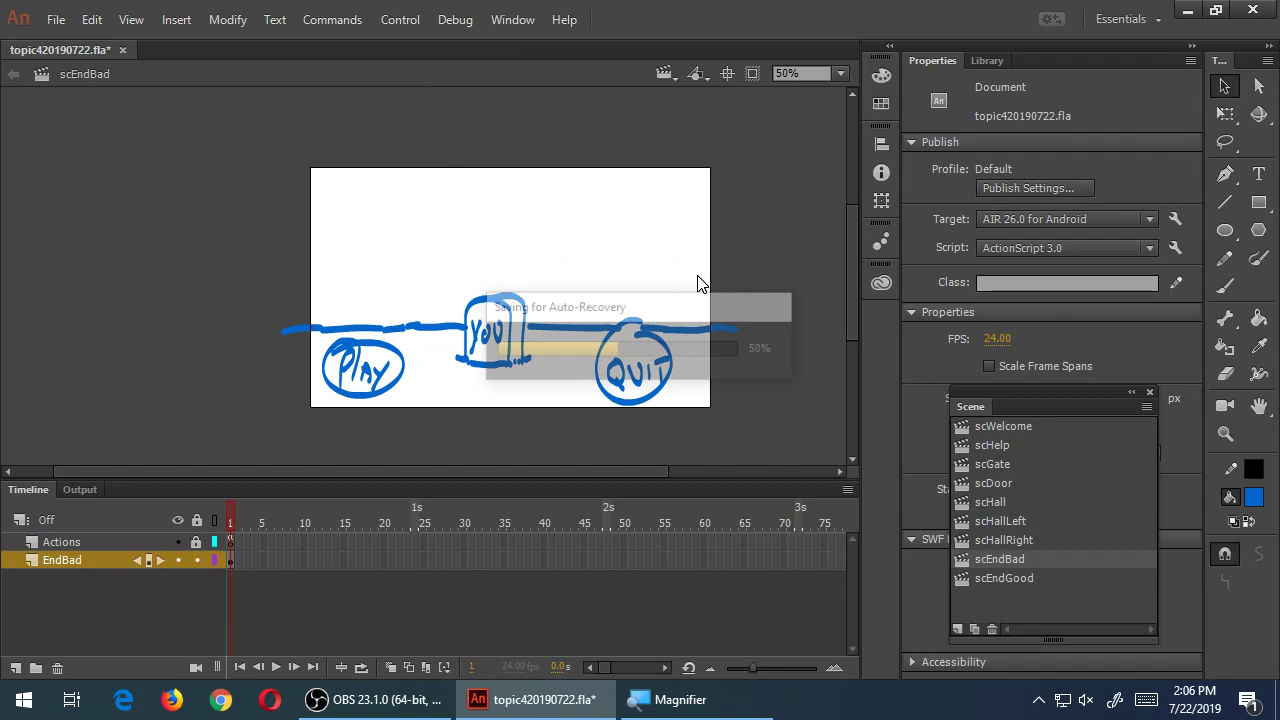 An File Edit View Insert Modify Text Commands Control Debug Window Help Essentials
topic420190722.fla* ×
scEndBad 50%
Properties Library T...
Document
An topic420190722.fla
Publish
Profile: Default
Publish Settings...
Target: AIR 26.0 for Android
Script: ActionScript 3.0
Class:
Properties
FPS: 24.00
Scale Frame Spans
px
Saving for Auto-Recovery
50%
YOU
PLAY
QUIT
Scene
scWelcome
scHelp
scGate
scDoor
scHall
scHallLeft
scHallRight
scEndBad
scEndGood
SWF
Accessibility
Timeline Output
Off 1s 2s 3s
1 5 10 15 20 25 30 35 40 45 50 55 60 65 70 75
Actions
EndBad
1 24.00 fps 0.0 s
OBS 23.1.0 (64-bit, ... An topic420190722.fla* Magnifier
2:06 PM
7/22/2019
1